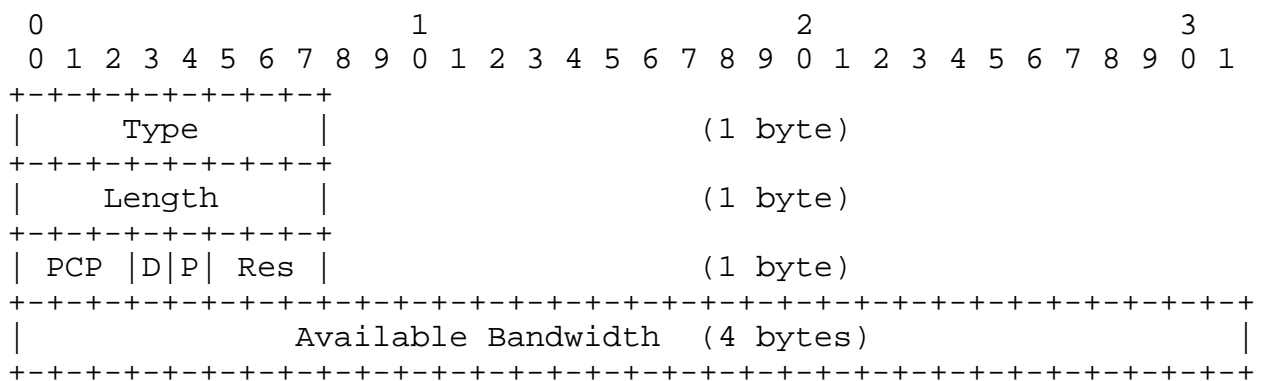 0                   1                   2                   3
 0 1 2 3 4 5 6 7 8 9 0 1 2 3 4 5 6 7 8 9 0 1 2 3 4 5 6 7 8 9 0 1
+-+-+-+-+-+-+-+-+
|     Type      |                   (1 byte)
+-+-+-+-+-+-+-+-+
|    Length     |                   (1 byte)
+-+-+-+-+-+-+-+-+
| PCP |D|P| Res |                   (1 byte)
+-+-+-+-+-+-+-+-+-+-+-+-+-+-+-+-+-+-+-+-+-+-+-+-+-+-+-+-+-+-+-+-+
|              Available Bandwidth  (4 bytes)                   |
+-+-+-+-+-+-+-+-+-+-+-+-+-+-+-+-+-+-+-+-+-+-+-+-+-+-+-+-+-+-+-+-+